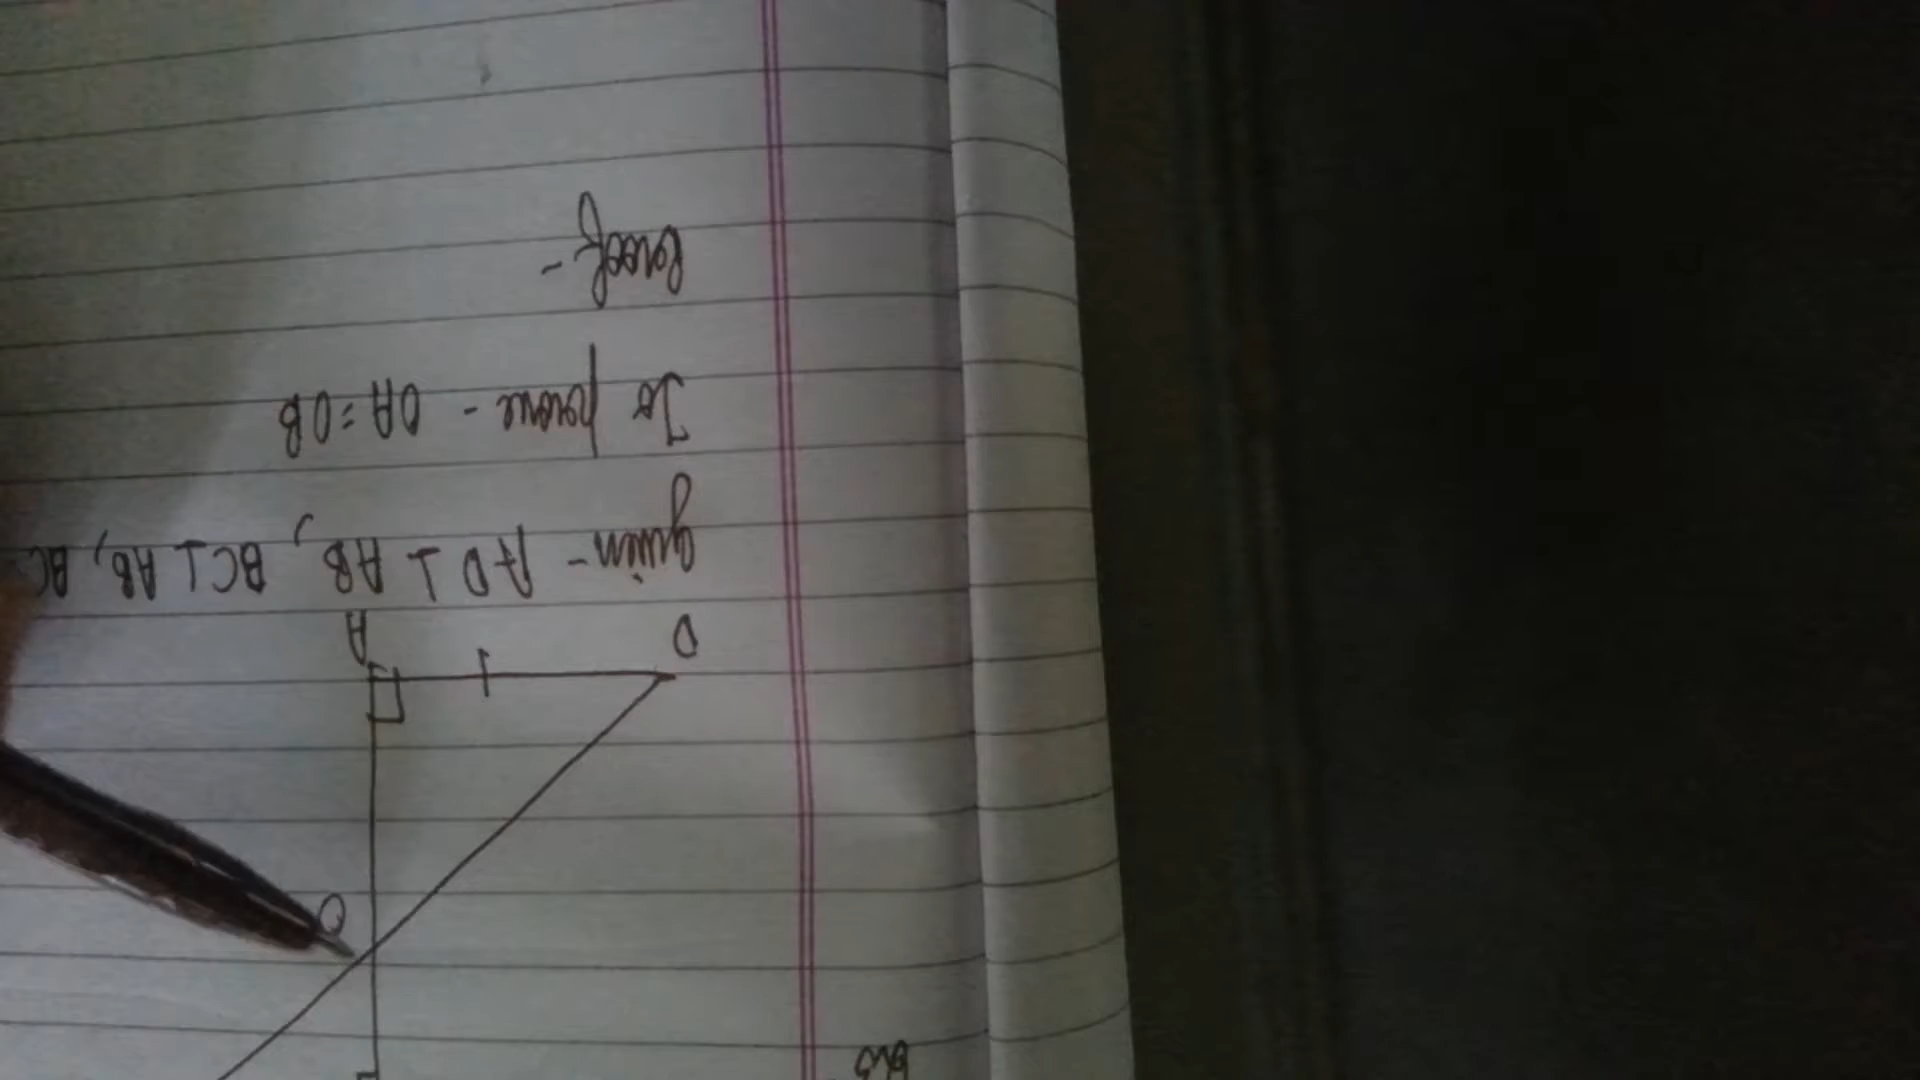 O
A
D
given - AD ⊥ AB, BC ⊥ AB, BC
To prove - OA = OB
Proof -